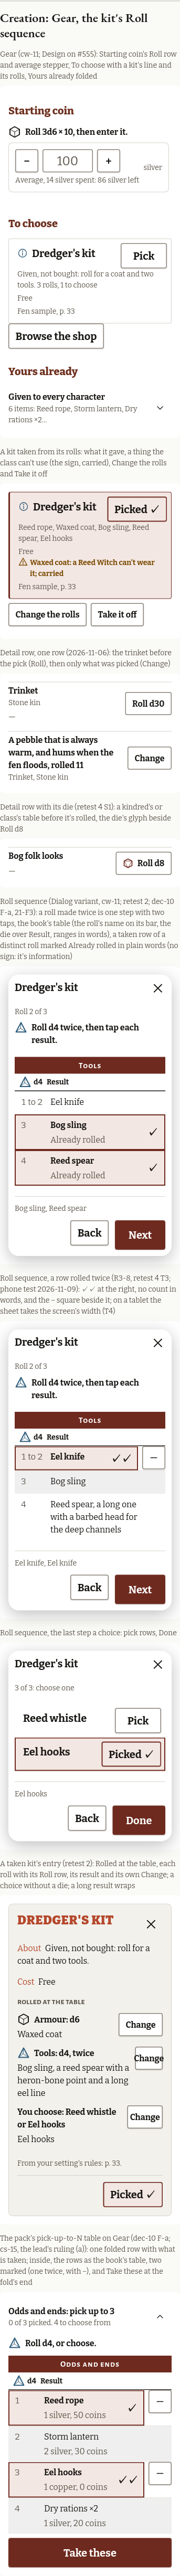 Creation: Gear, the kit's Roll
sequence
Gear (cw-11; Design on #555): Starting coin's Roll row
and average stepper, To choose with a kit's line and
its rolls, Yours already folded
Starting coin
Roll 3d6 × 10, then enter it.
− 100 + silver
Average, 14 silver spent: 86 silver left
To choose
Dredger's kit Pick
Given, not bought: roll for a coat and two
tools. 3 rolls, 1 to choose
Free
Fen sample, p. 33
Browse the shop
Yours already
Given to every character
6 items: Reed rope, Storm lantern, Dry
rations ×2...
A kit taken from its rolls: what it gave, a thing the
class can't use (the sign, carried), Change the rolls
and Take it off
Dredger's kit Picked ✓
Reed rope, Waxed coat, Bog sling, Reed
spear, Eel hooks
Free
Waxed coat: a Reed Witch can't wear
it; carried
Fen sample, p. 33
Change the rolls Take it off
Detail row, one row (2026-11-06): the trinket before
the pick (Roll), then only what was picked (Change)
Trinket
Stone kin
—
Roll d30
A pebble that is always
warm, and hums when the
fen floods, rolled 11
Trinket, Stone kin
Change
Detail row with its die (retest 4 S1): a kindred's or
class's table before it's rolled, the die's glyph beside
Roll d8
Bog folk looks
—
Roll d8
Roll sequence (Dialog variant, cw-11; retest 2; dec-10
F-a, 21-F3): a roll made twice is one step with two
taps, the book's table (the roll's name on its bar, the
die over Result, ranges in words), a taken row of a
distinct roll marked Already rolled in plain words (no
sign: it's information)
Dredger's kit
Roll 2 of 3
Roll d4 twice, then tap each
result.
TOOLS
d4 Result
1 to 2 Eel knife
3 Bog sling
Already rolled ✓
4 Reed spear
Already rolled ✓
Bog sling, Reed spear
Back Next
Roll sequence, a row rolled twice (R3-8, retest 4 T3;
phone test 2026-11-09): ✓✓ at the right, no count in
words, and the − square beside it; on a tablet the
sheet takes the screen's width (T4)
Dredger's kit
Roll 2 of 3
Roll d4 twice, then tap each
result.
TOOLS
d4 Result
1 to 2 Eel knife ✓✓ −
3 Bog sling
4 Reed spear, a long one
with a barbed head for
the deep channels
Eel knife, Eel knife
Back Next
Roll sequence, the last step a choice: pick rows, Done
Dredger's kit
3 of 3: choose one
Reed whistle Pick
Eel hooks Picked ✓
Eel hooks
Back Done
A taken kit's entry (retest 2): Rolled at the table, each
roll with its Roll row, its result and its own Change; a
choice without a die; a long result wraps
DREDGER'S KIT
About Given, not bought: roll for a
coat and two tools.
Cost Free
ROLLED AT THE TABLE
Armour: d6 Change
Waxed coat
Tools: d4, twice Change
Bog sling, a reed spear with a
heron-bone point and a long
eel line
You choose: Reed whistle
or Eel hooks
Change
Eel hooks
From your setting's rules: p. 33.
Picked ✓
The pack's pick-up-to-N table on Gear (dec-10 F-a;
cs-15, the lead's ruling (a)): one folded row with what
is taken; inside, the rows as the book's table, two
marked (one twice, with −), and Take these at the
fold's end
Odds and ends: pick up to 3
0 of 3 picked. 4 to choose from
Roll d4, or choose.
ODDS AND ENDS
d4 Result
1 Reed rope ✓ −
1 silver, 50 coins
2 Storm lantern
2 silver, 30 coins
3 Eel hooks ✓✓ −
1 copper, 0 coins
4 Dry rations ×2
1 silver, 20 coins
Take these